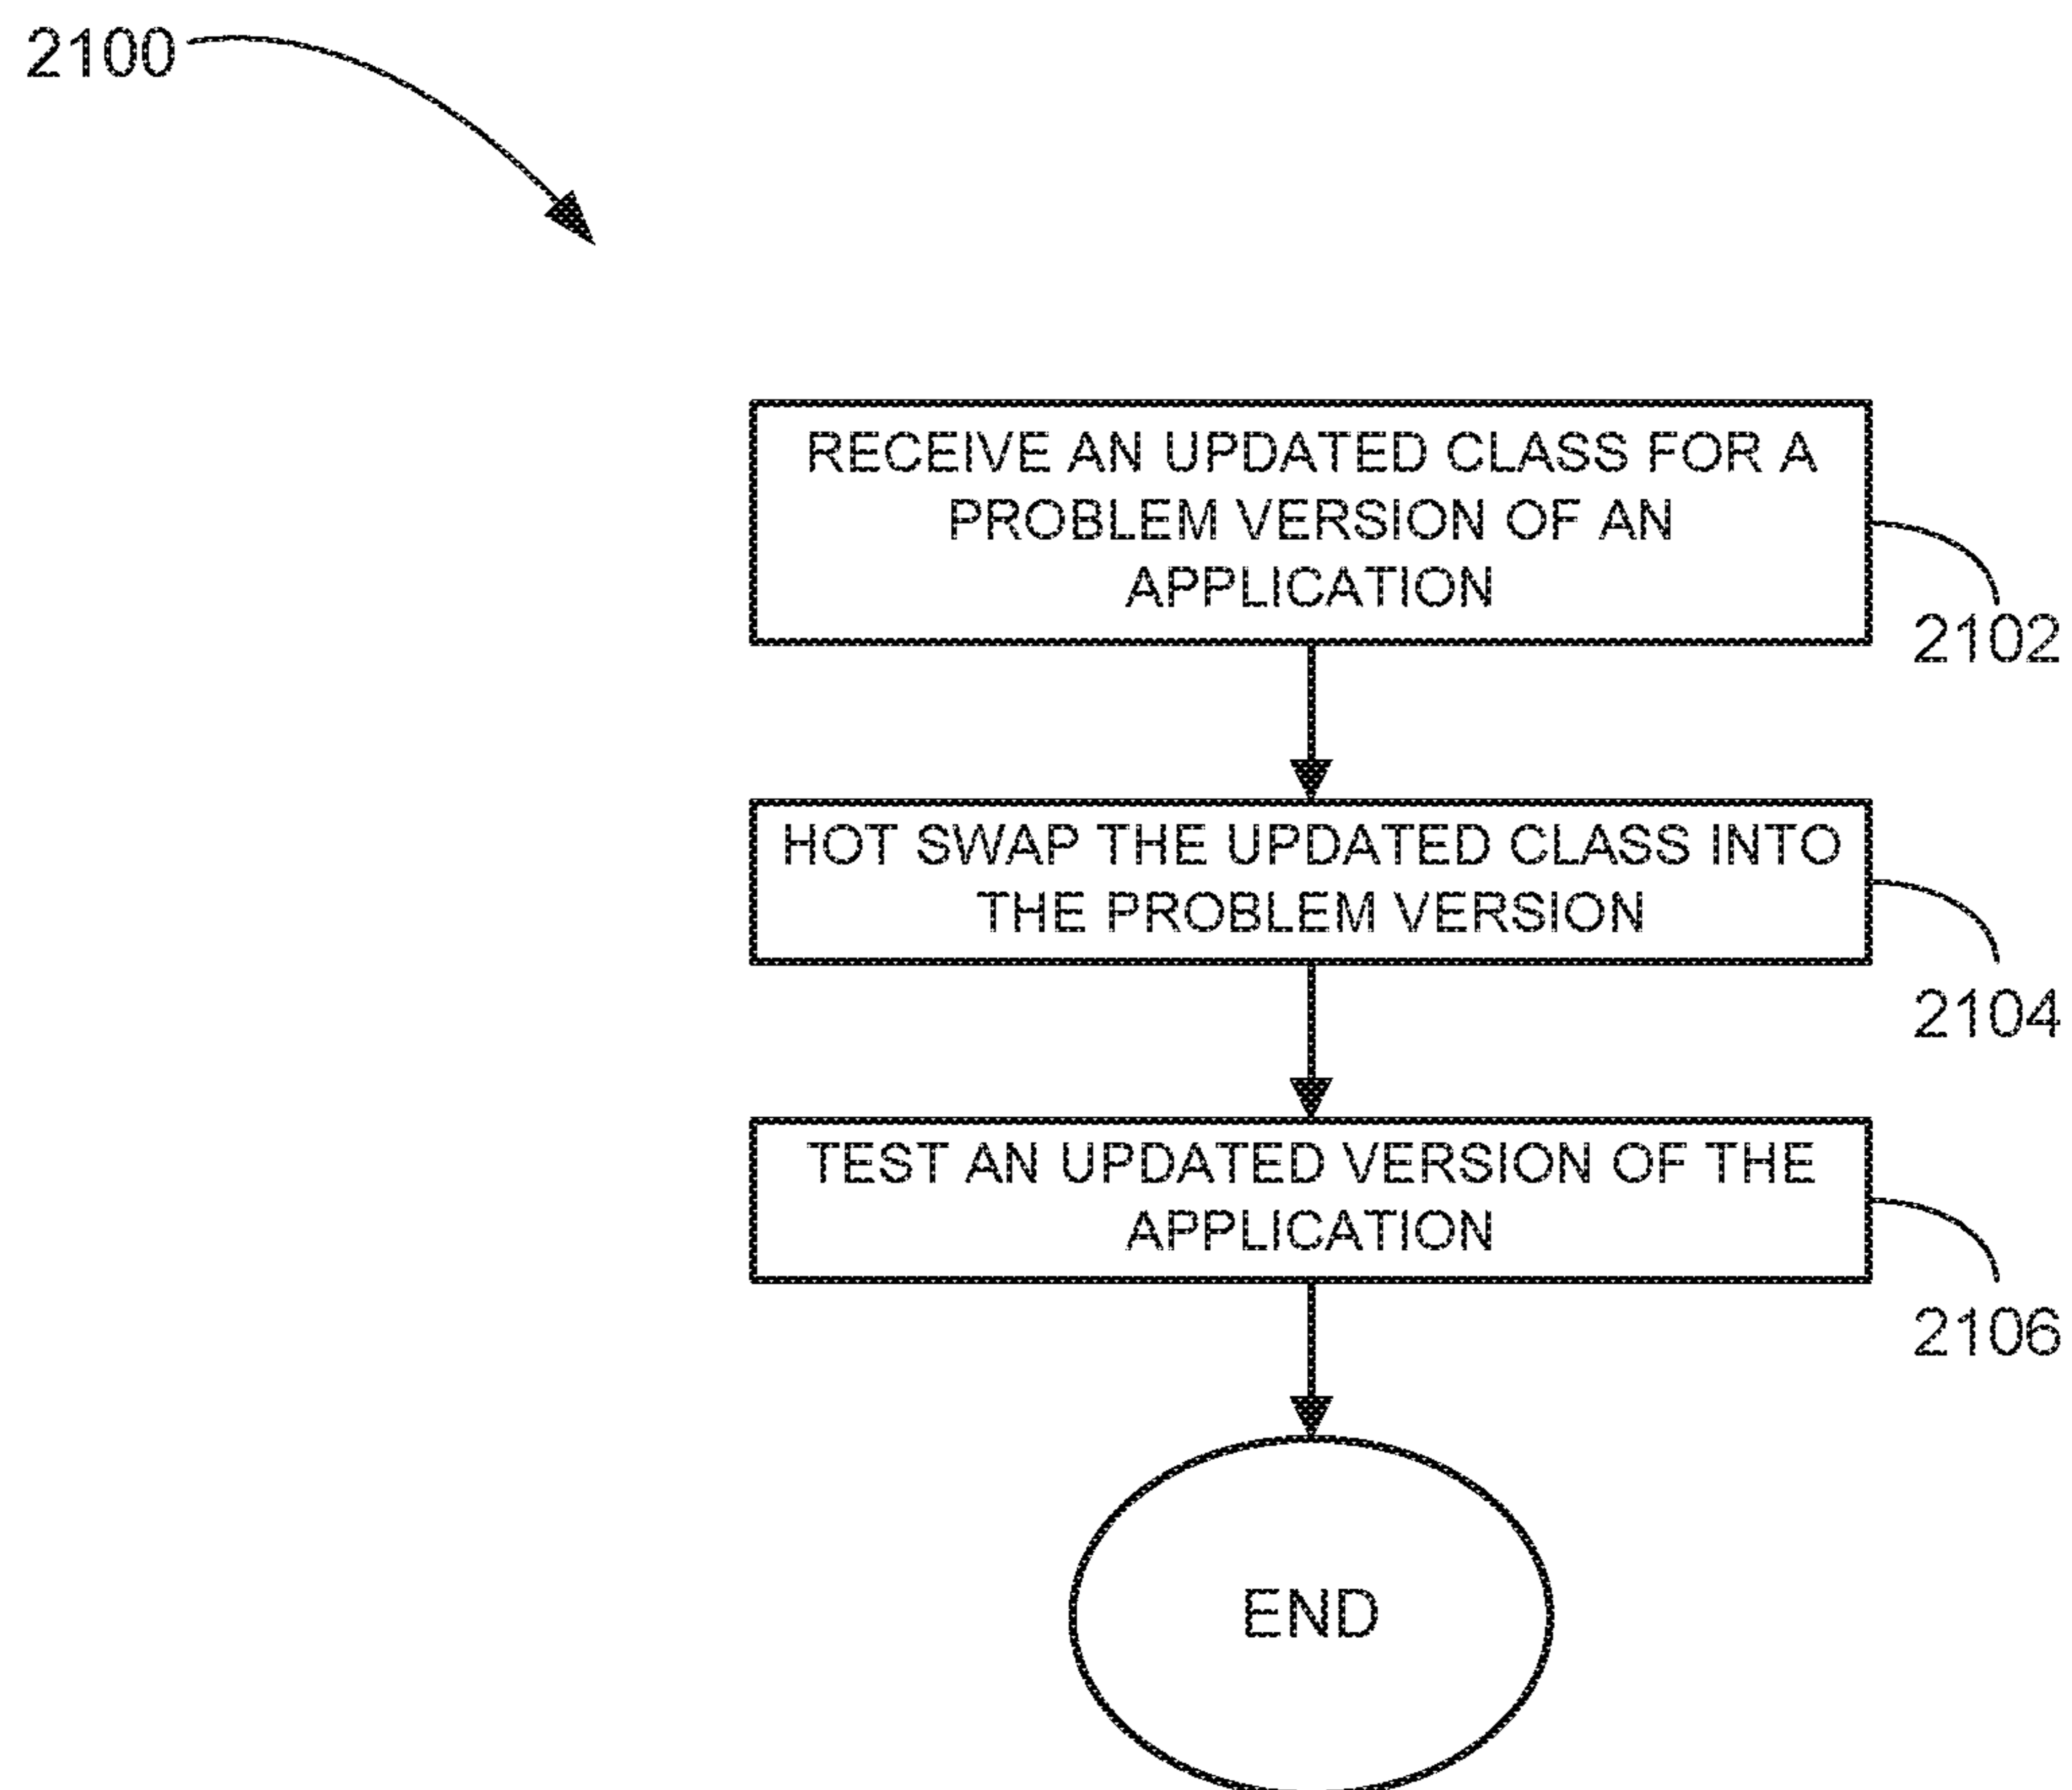 2100
RECEIVE AN UPDATED CLASS FOR A
PROBLEM VERSION OF AN
APPLICATION
2102
HOT SWAP THE UPDATED CLASS INTO
THE PROBLEM VERSION
2104
TEST AN UPDATED VERSION OF THE
APPLICATION
2106
END